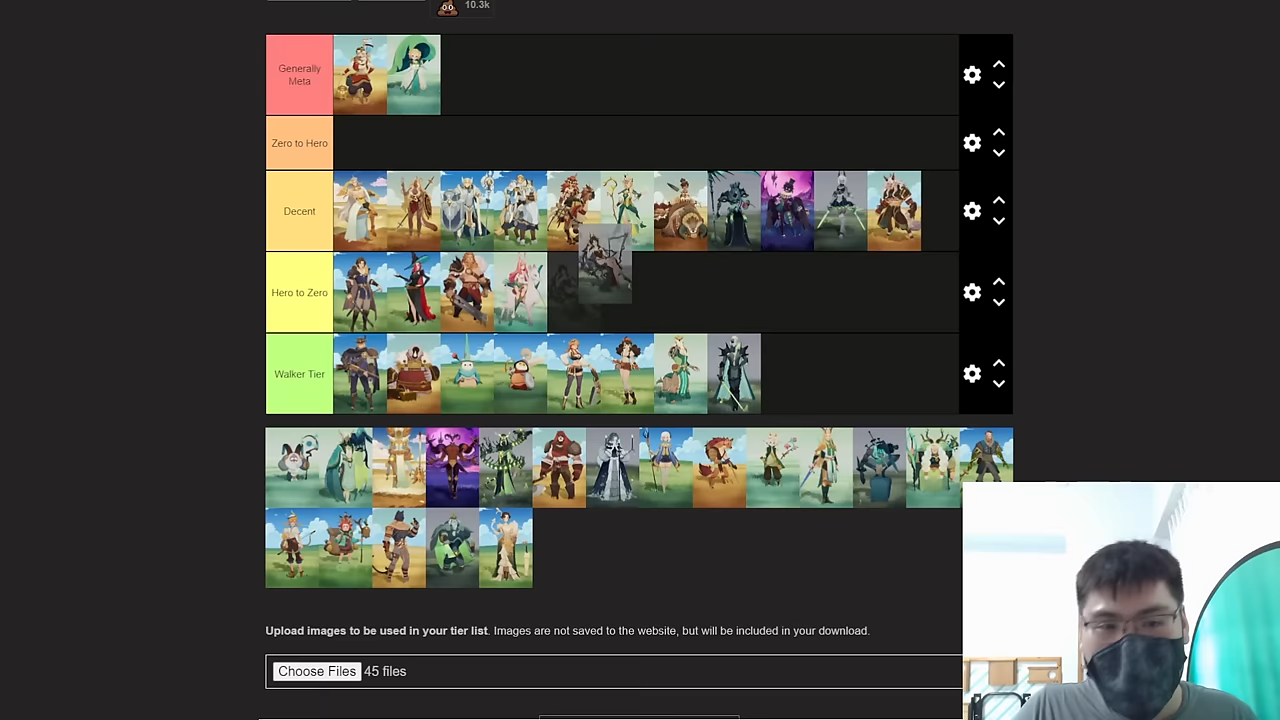 10.3k
Generally
Meta
Zero to Hero
Decent
Hero to Zero
Walker Tier
Upload images to be used in your tier list. Images are not saved to the website, but will be included in your download.
Choose Files 45 files